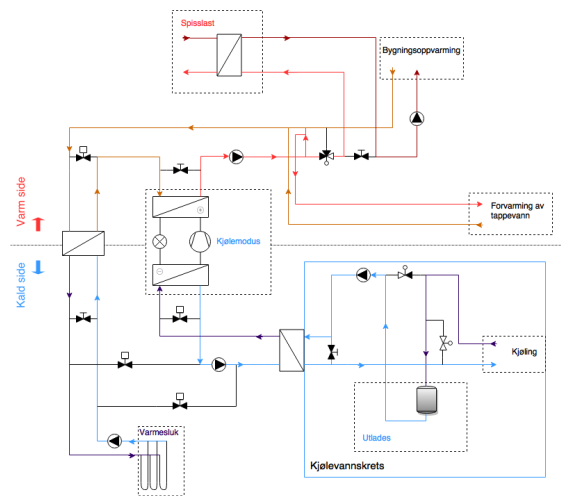 Spisslast
Bygningsoppvarming
Varm side
Forvarming av
tappevann
Kjølemodus
Kald side
Kjøling
Utlades
Varmesluk
Kjølevannskrets